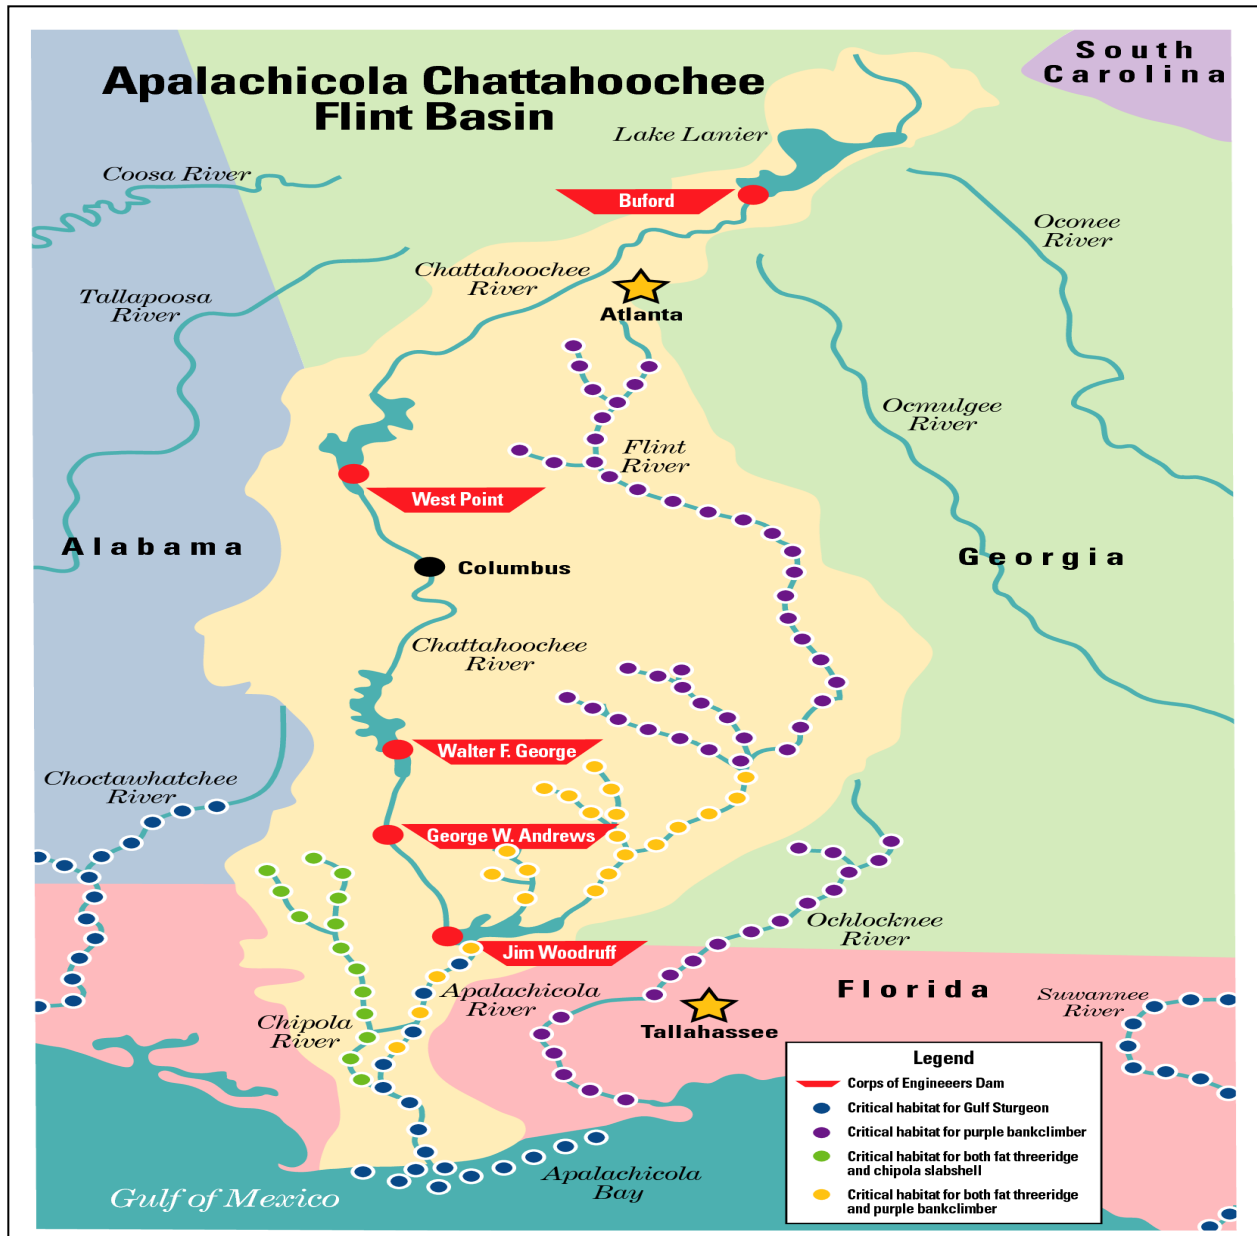 Apalachicola Chattahoochee
Flint Basin
South
Carolina
Lake Lanier
Coosa River
Buford
Oconee
River
Chattahoochee
River
Tallapoosa
River
Atlanta
Ocmulgee
River
Flint
River
West Point
Alabama
Georgia
Columbus
Chattahoochee
River
Walter F. George
Choctawhatchee
River
George W. Andrews
Ochlocknee
River
Jim Woodruff
Apalachicola
River
Florida
Suwannee
River
Chipola
River
Tallahassee
Legend
Corps of Engineeers Dam
Critical habitat for Gulf Sturgeon
Critical habitat for purple bankclimber
Critical habitat for both fat threeridge
and chipola slabshell
Critical habitat for both fat threeridge
and purple bankclimber
Apalachicola
Bay
Gulf of Mexico